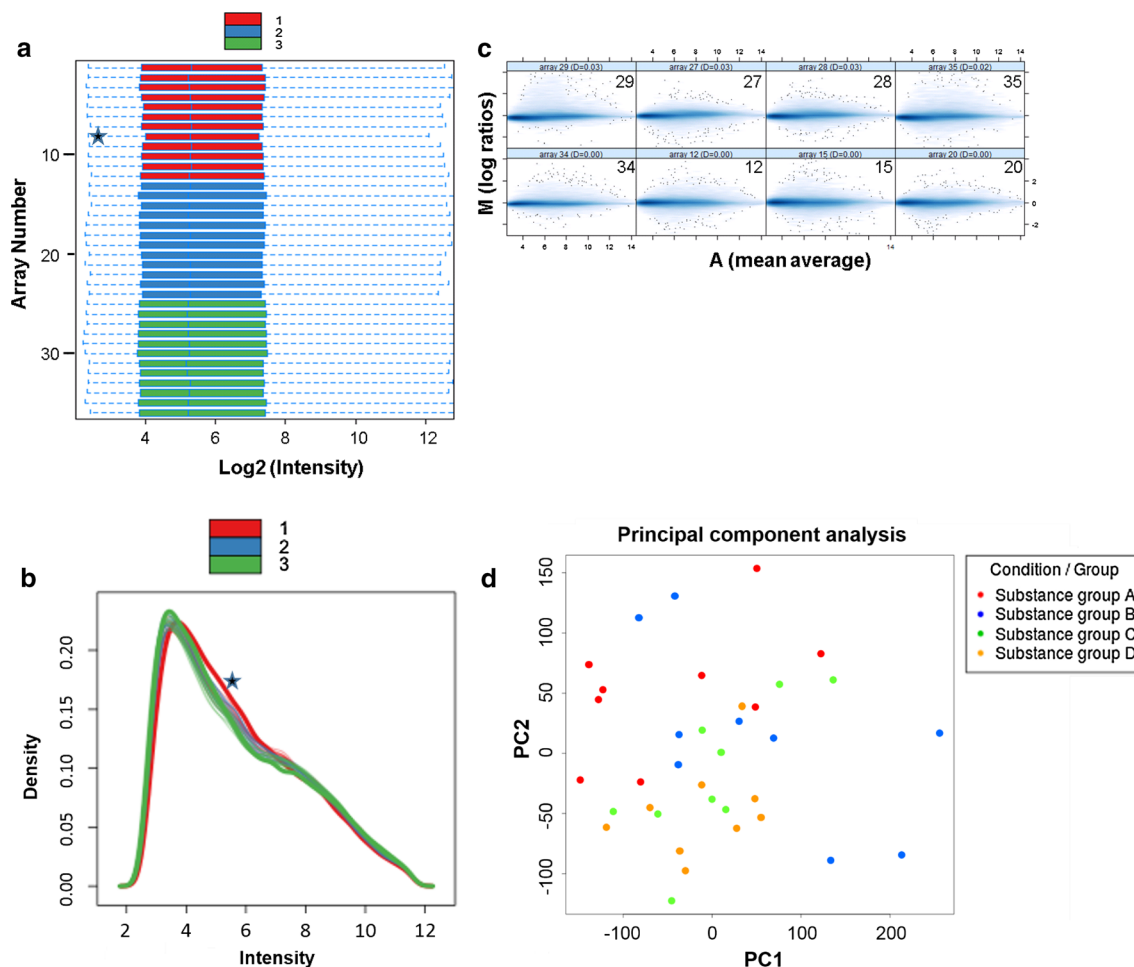 a
1
2
3
Array Number
10
20
30
4 6 8 10 12
Log2 (Intensity)
c
4 6 8 10 14
4 6 8 10 14
array 29 (D=0.03) array 27 (D=0.03) array 28 (D=0.03) array 35 (D=0.02)
29 27 28 35
array 34 (D=0.00) array 12 (D=0.00) array 15 (D=0.00) array 20 (D=0.00)
34 12 15 20
M (log ratios)
2
0
-2
4 6 8 10 12 14
14
A (mean average)
b
1
2
3
Density
0.20
0.15
0.10
0.05
0.00
2 4 6 8 10 12
Intensity
d
Principal component analysis
PC2
150
100
50
0
-100
-100 0 100 200
PC1
Condition / Group
Substance group A
Substance group B
Substance group C
Substance group D